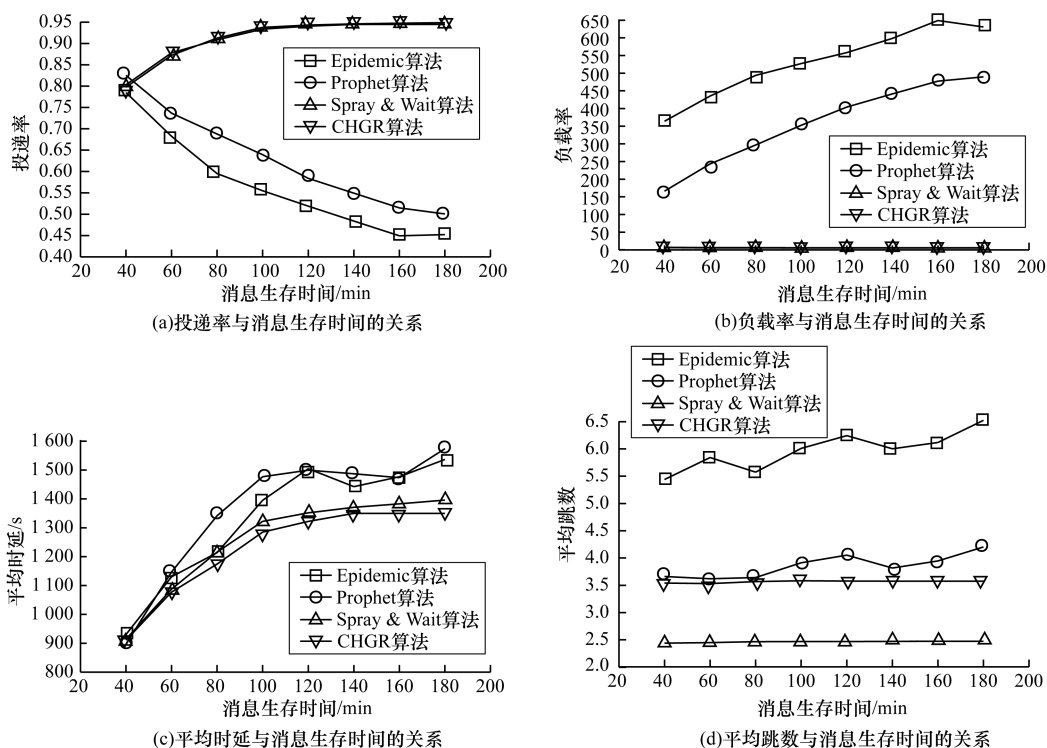 0.95
0.90
0.85
0.80
0.75
0.70
0.65
0.60
0.55
0.50
0.45
0.40
投递率
Epidemic算法
Prophet算法
Spray & Wait算法
CHGR算法
20 40 60 80 100 120 140 160 180 200
消息生存时间/min
(a)投递率与消息生存时间的关系
650
600
550
500
450
400
350
300
250
200
150
100
50
0
负载率
Epidemic算法
Prophet算法
Spray & Wait算法
CHGR算法
20 40 60 80 100 120 140 160 180 200
消息生存时间/min
(b)负载率与消息生存时间的关系
1 600
1 500
1 400
1 300
1 200
1 100
1 000
900
800
平均时延/s
Epidemic算法
Prophet算法
Spray & Wait算法
CHGR算法
20 40 60 80 100 120 140 160 180 200
消息生存时间/min
(c)平均时延与消息生存时间的关系
Epidemic算法
Prophet算法
Spray & Wait算法
CHGR算法
6.5
6.0
5.5
5.0
4.5
4.0
3.5
3.0
2.5
2.0
平均跳数
20 40 60 80 100 120 140 160 180 200
消息生存时间/min
(d)平均跳数与消息生存时间的关系